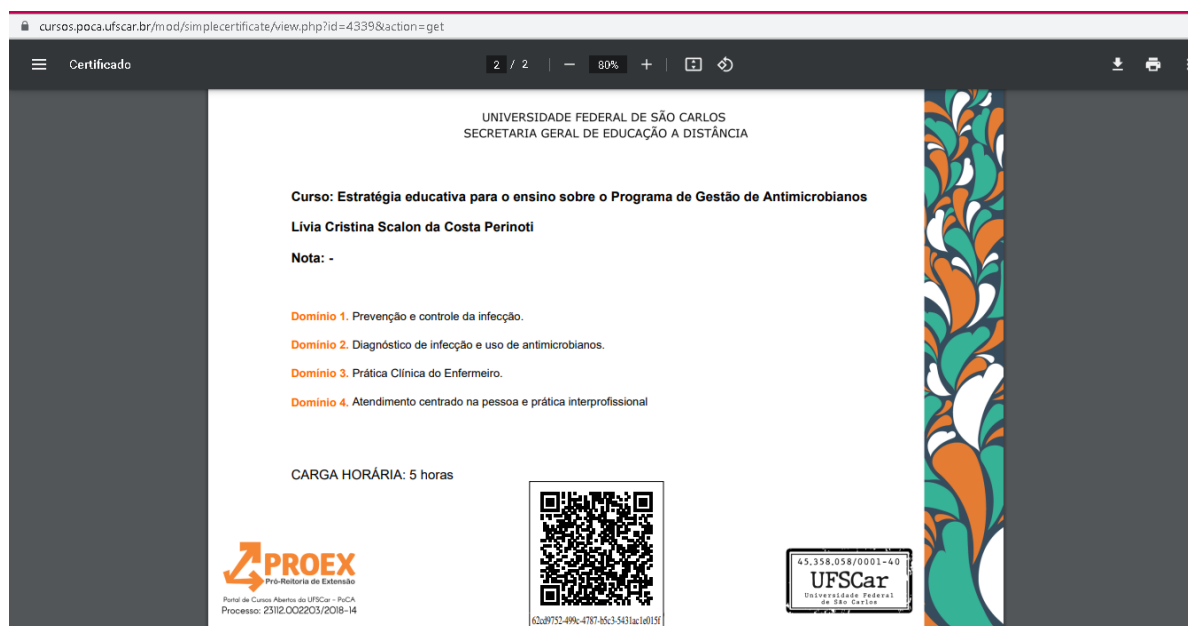 cursos.poca.ufscar.br/mod/simplecertificate/view.php?id=4339&action=get
Certificado
2 / 2
80%
UNIVERSIDADE FEDERAL DE SÃO CARLOS
SECRETARIA GERAL DE EDUCAÇÃO A DISTÂNCIA
Curso: Estratégia educativa para o ensino sobre o Programa de Gestão de Antimicrobianos
Lívia Cristina Scalon da Costa Perinoti
Nota: -
Domínio 1. Prevenção e controle da infecção.
Domínio 2. Diagnóstico de infecção e uso de antimicrobianos.
Domínio 3. Prática Clínica do Enfermeiro.
Domínio 4. Atendimento centrado na pessoa e prática interprofissional
CARGA HORÁRIA: 5 horas
PROEX
Pró-Reitoria de Extensão
Portal de Cursos Abertos da UFSCar - PoCA
Processo: 23112.002203/2018-14
62cd9752-499c-4787-b5c3-5431ac1e015f
45.358.058/0001-40
UFSCar
Universidade Federal
de São Carlos